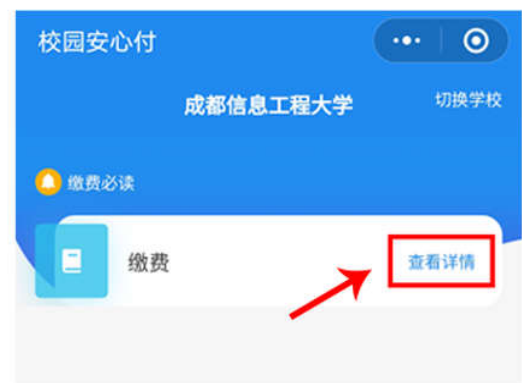 校园安心付
成都信息工程大学
切换学校
缴费必读
缴费
查看详情